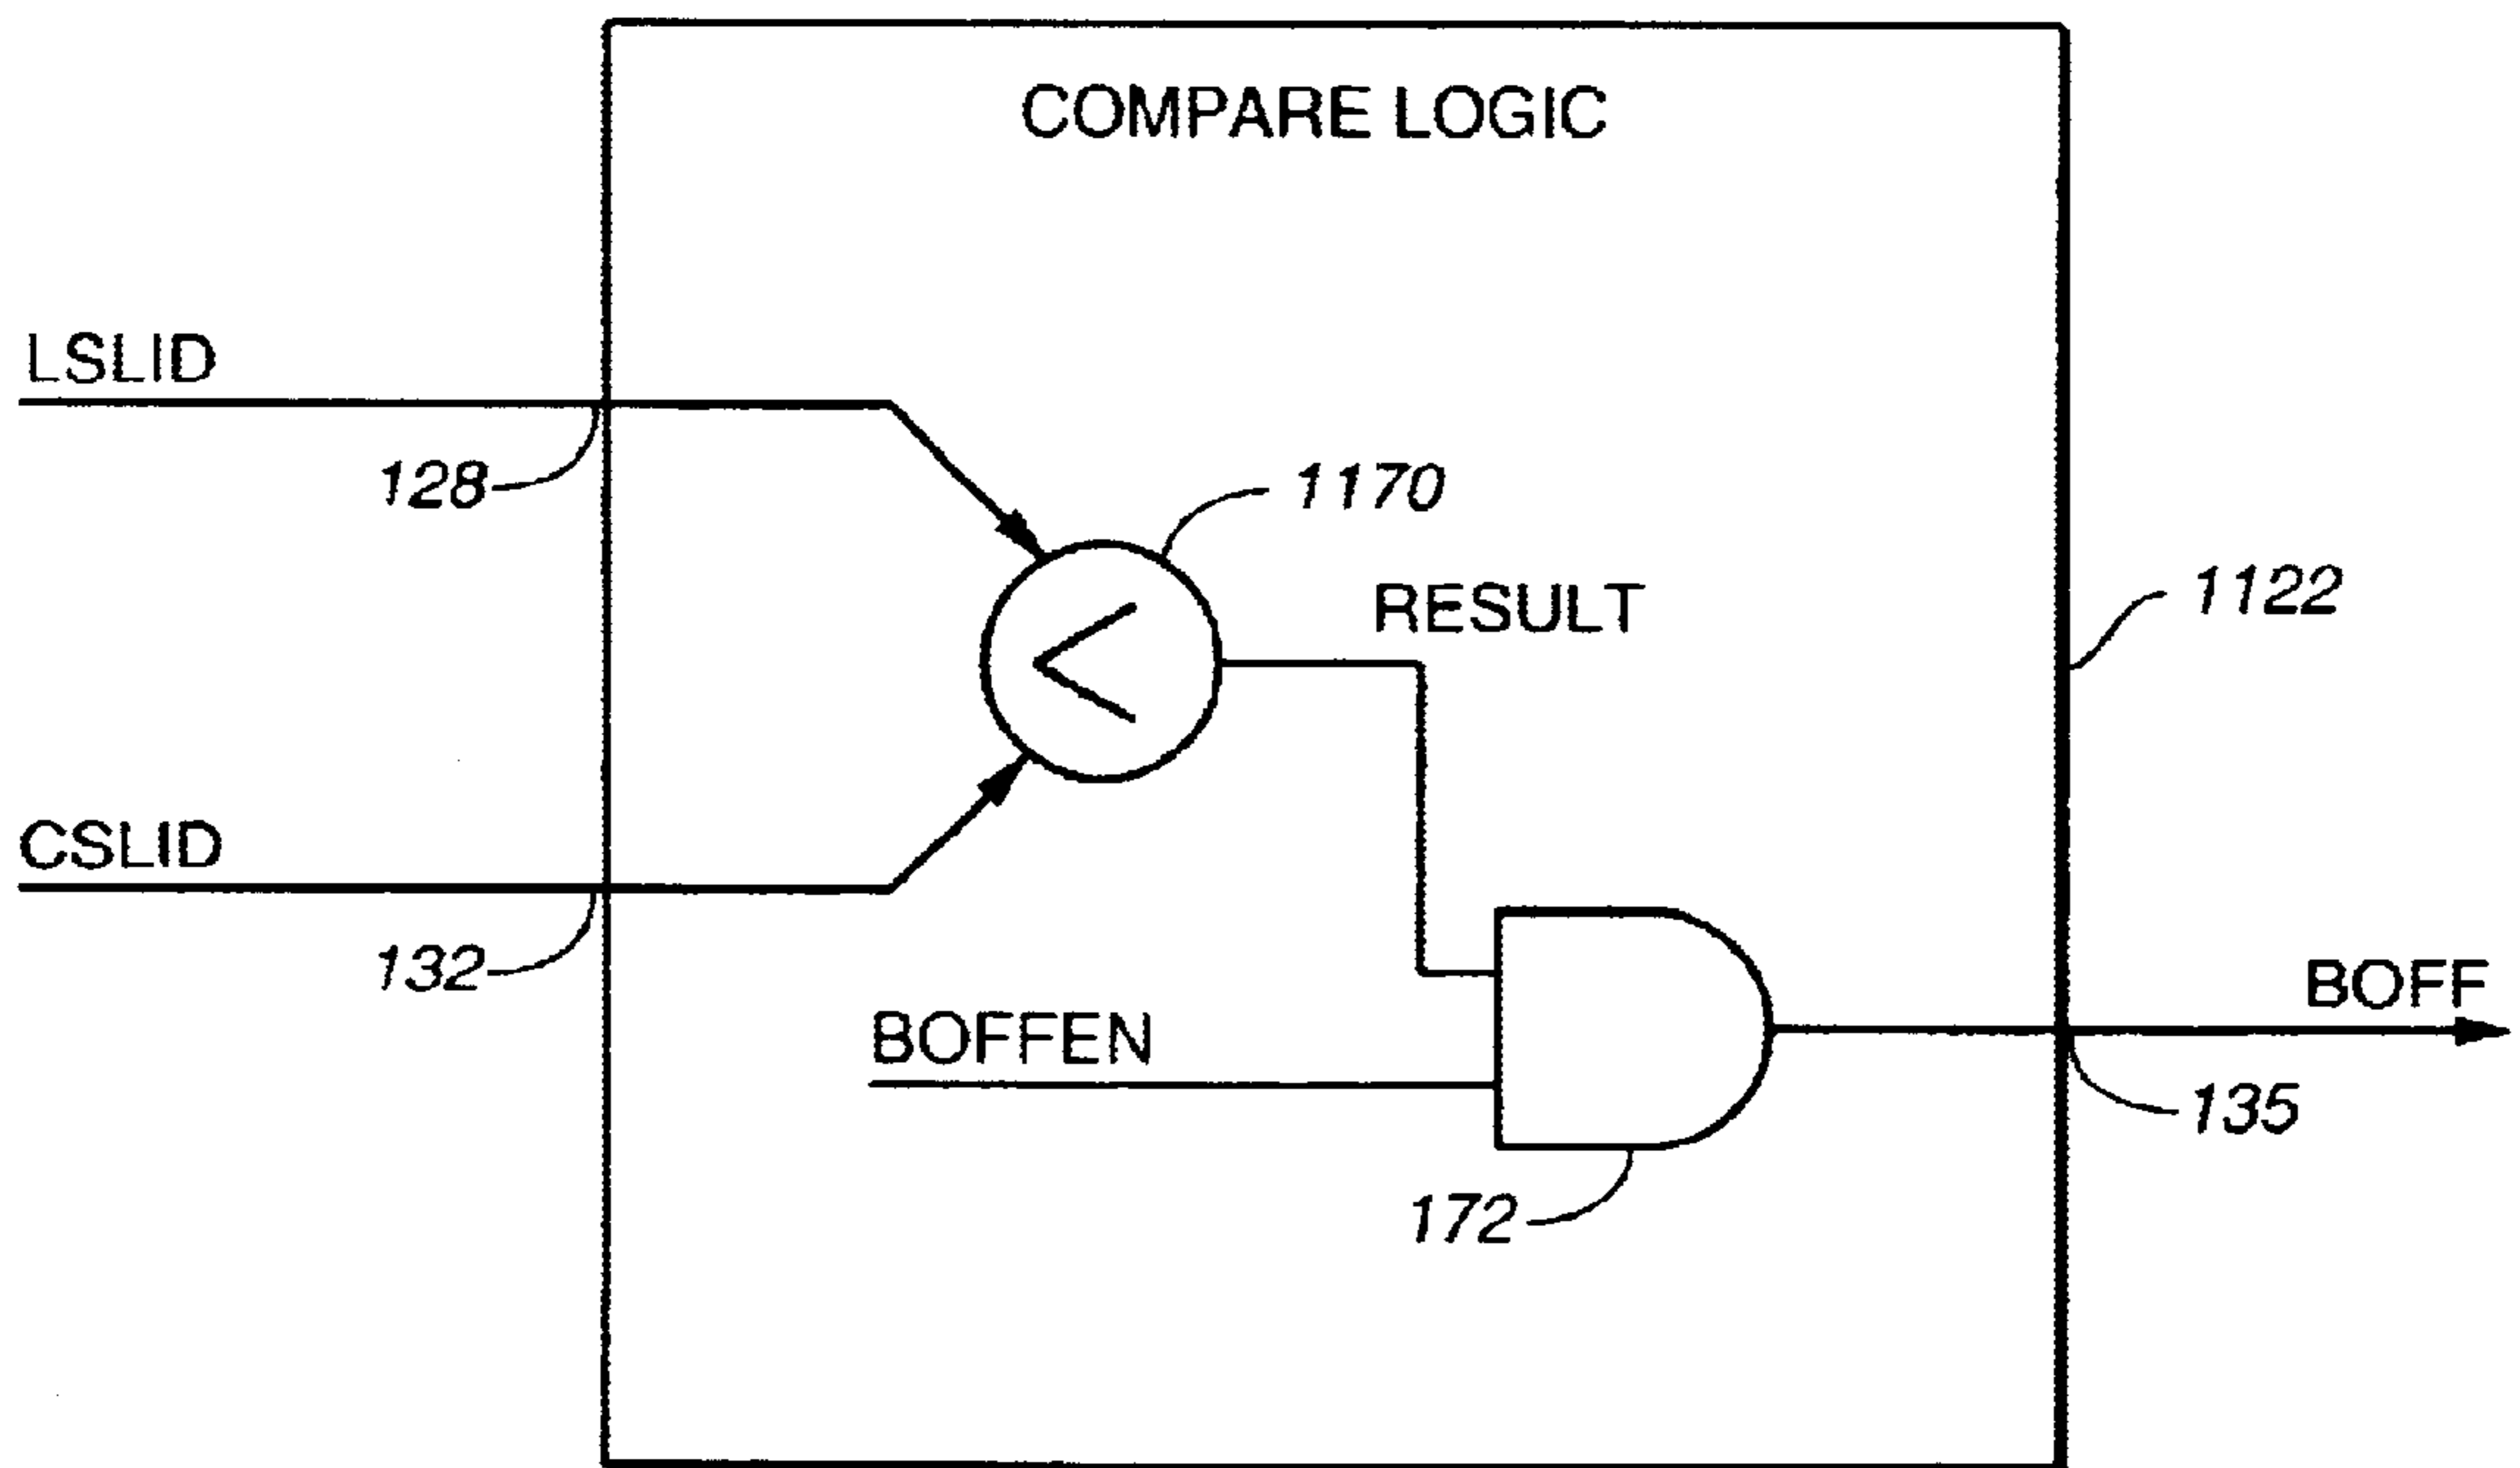 COMPARE LOGIC
LSLID
128
1170
<
RESULT
1122
CSLID
132
BOFFEN
BOFF
135
172